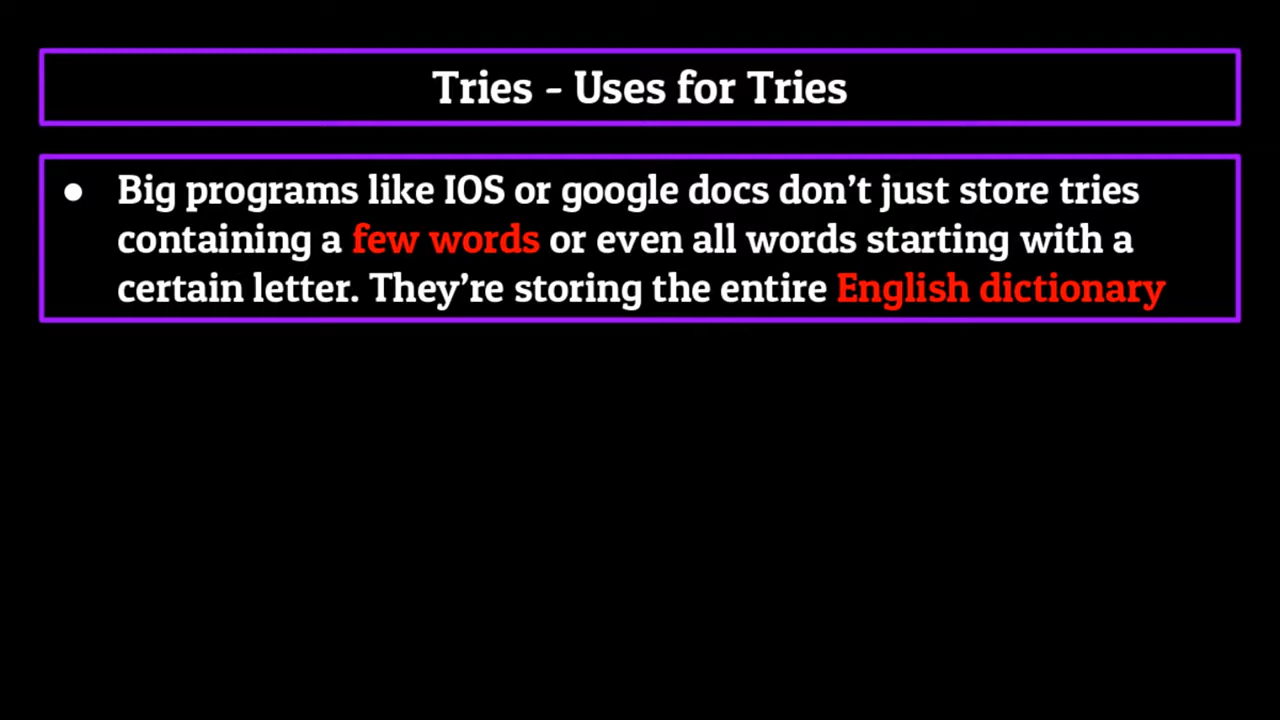 Tries - Uses for Tries
● Big programs like IOS or google docs don’t just store tries
containing a few words or even all words starting with a
certain letter. They’re storing the entire English dictionary